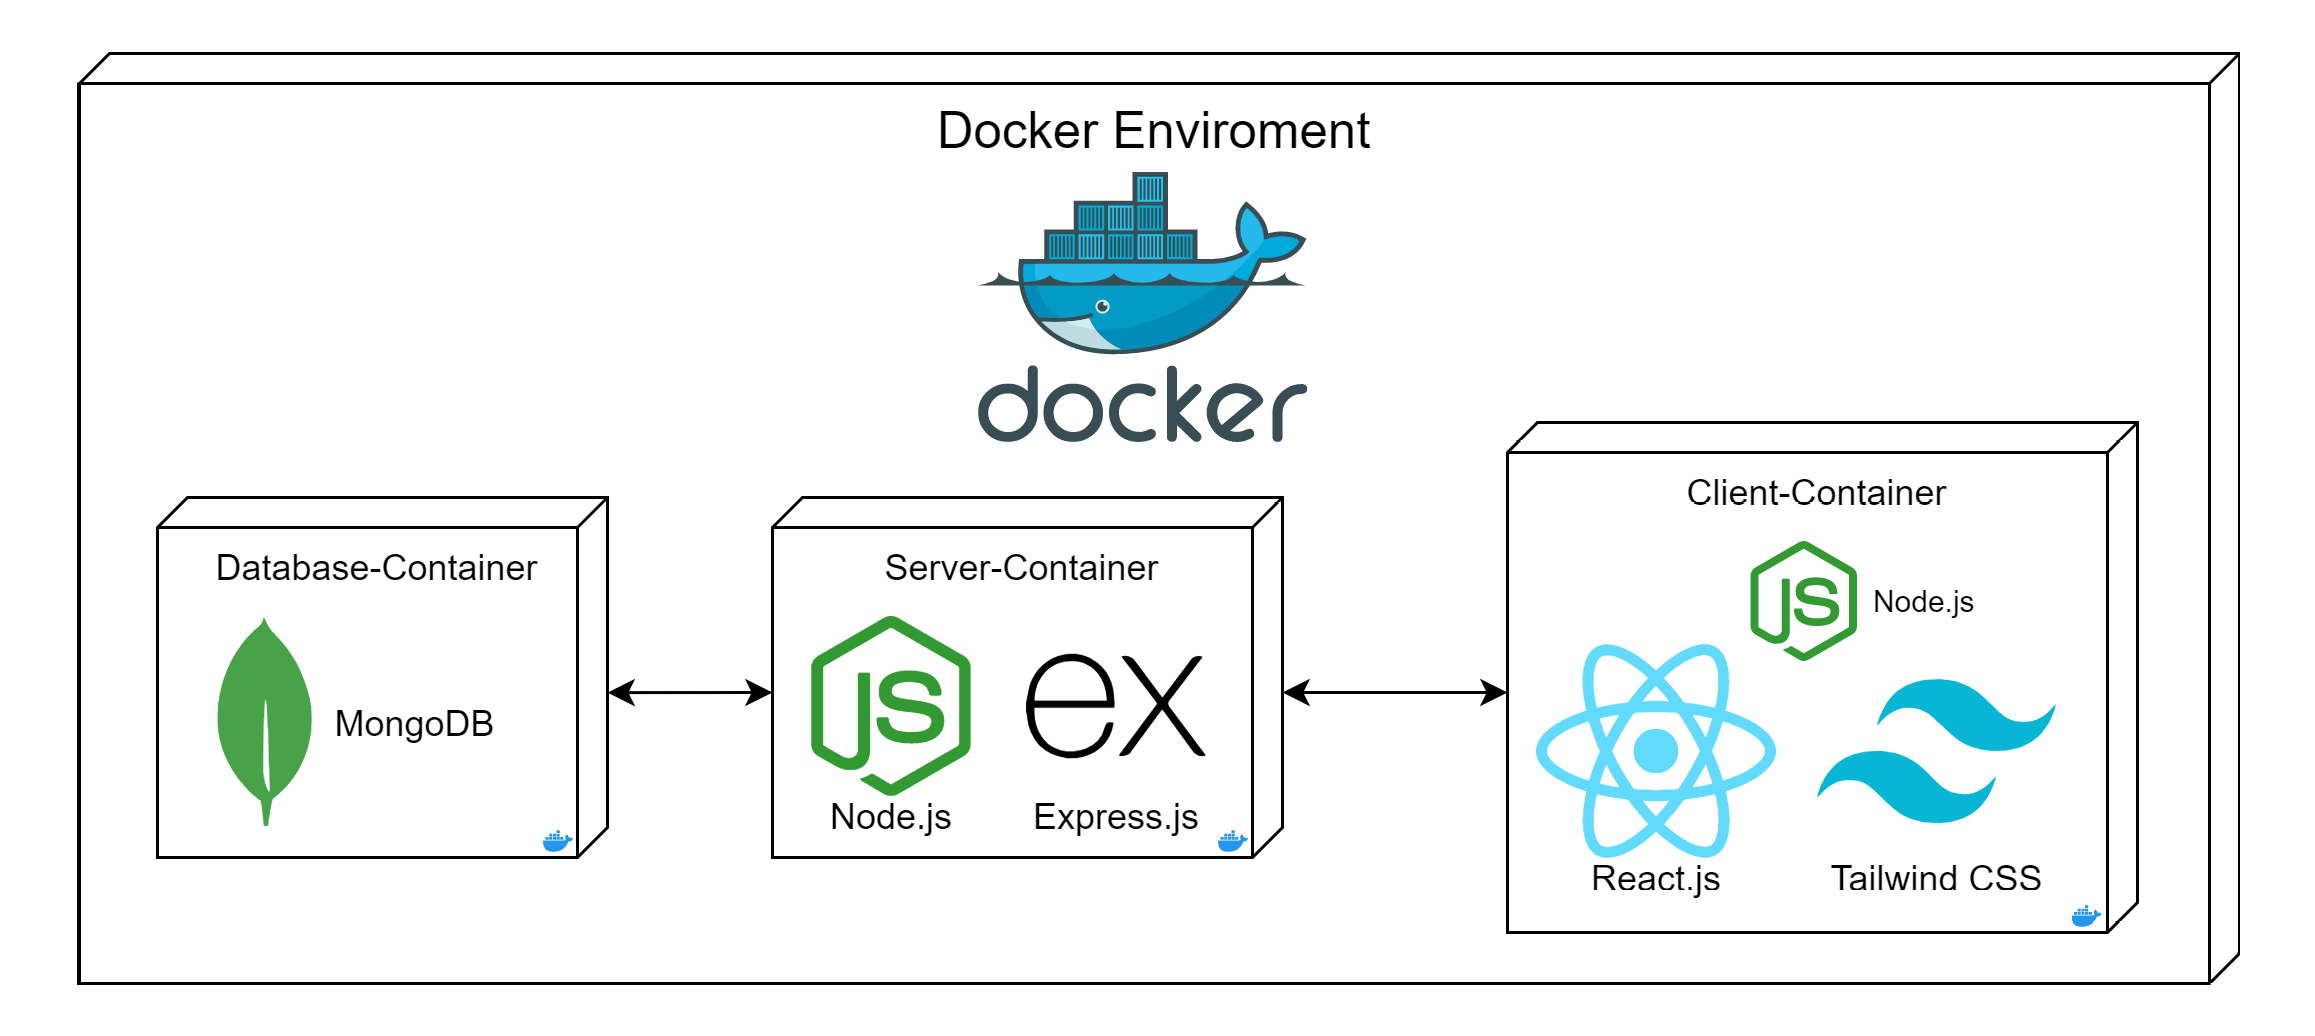 Docker Enviroment
docker
Database-Container
MongoDB
Server-Container
JS
Node.js
ex
Express.js
Client-Container
JS
Node.js
React.js
Tailwind CSS